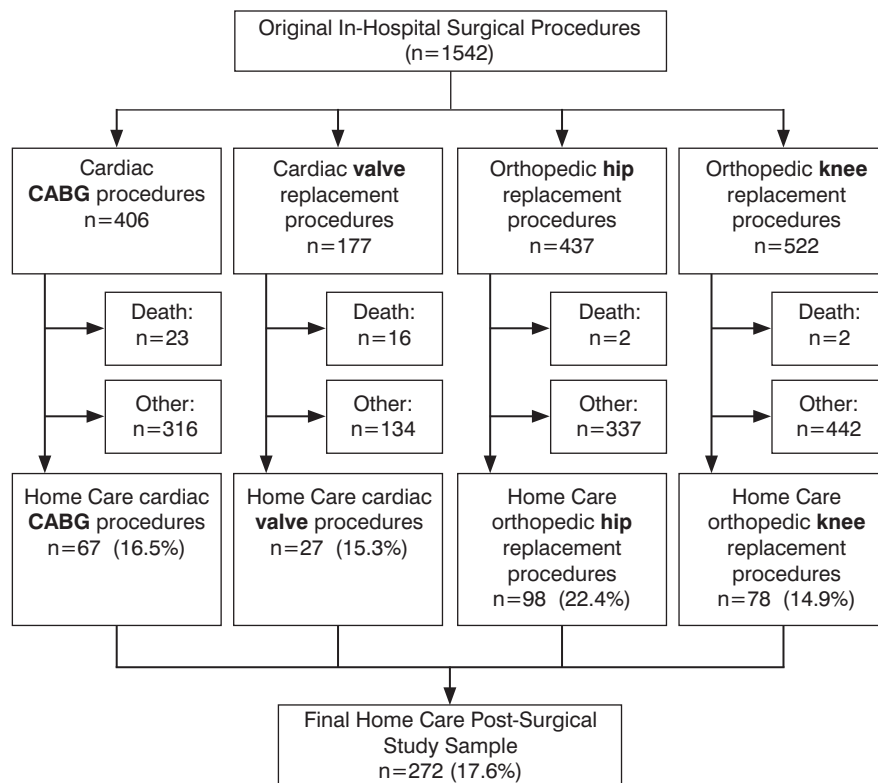 Original In-Hospital Surgical Procedures
(n=1542)
Cardiac
CABG procedures
n=406
Cardiac valve
replacement
procedures
n=177
Orthopedic hip
replacement
procedures
n=437
Orthopedic knee
replacement
procedures
n=522
Death:
n=23
Death:
n=16
Death:
n=2
Death:
n=2
Other:
n=316
Other:
n=134
Other:
n=337
Other:
n=442
Home Care cardiac
CABG procedures
n=67 (16.5%)
Home Care cardiac
valve procedures
n=27 (15.3%)
Home Care
orthopedic hip
replacement
procedures
n=98 (22.4%)
Home Care
orthopedic knee
replacement
procedures
n=78 (14.9%)
Final Home Care Post-Surgical
Study Sample
n=272 (17.6%)